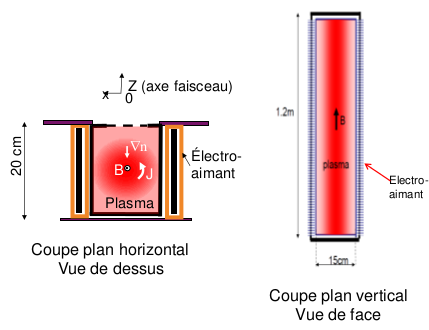 Z (axe faisceau)
x
0
20 cm
∇n
B
J
Plasma
Électro-
aimant
Coupe plan horizontal
Vue de dessus
1.2m
B
plasma
Electro-
aimant
15cm
Coupe plan vertical
Vue de face